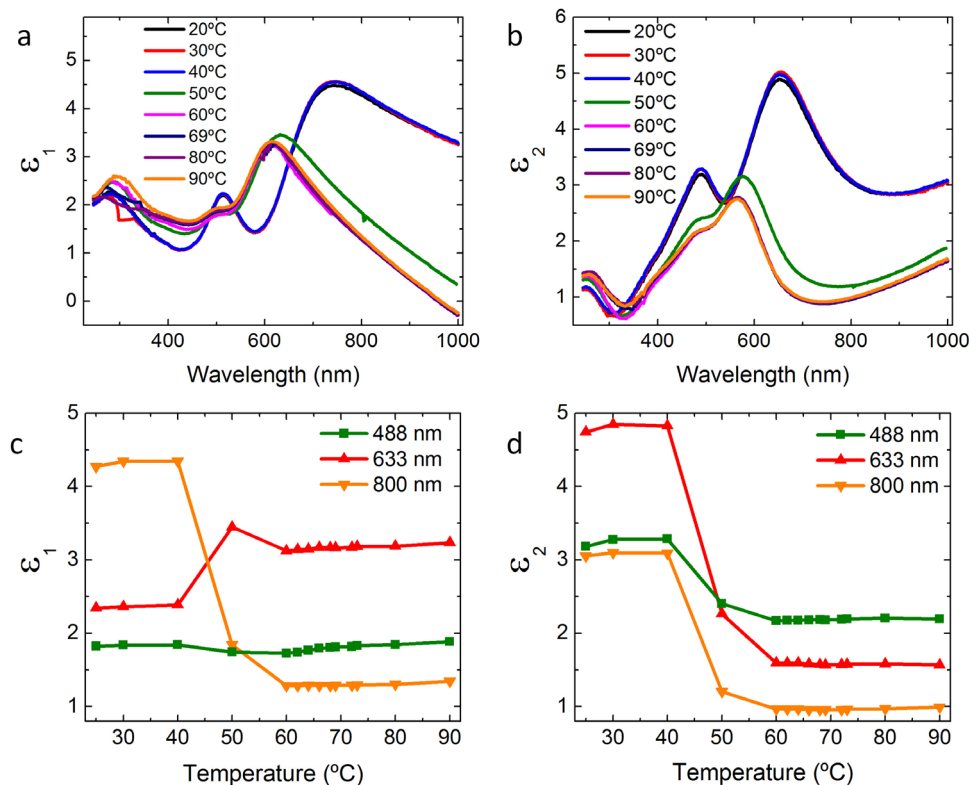 a
20ºC
30ºC
40ºC
50ºC
60ºC
69ºC
80ºC
90ºC
ε1
5
4
3
2
1
0
400 600 800 1000
Wavelength (nm)
b
20ºC
30ºC
40ºC
50ºC
60ºC
69ºC
80ºC
90ºC
ε2
6
5
4
3
2
1
400 600 800 1000
Wavelength (nm)
c
488 nm
633 nm
800 nm
ε1
5
4
3
2
1
30 40 50 60 70 80 90
Temperature (ºC)
d
488 nm
633 nm
800 nm
ε2
5
4
3
2
1
30 40 50 60 70 80 90
Temperature (ºC)